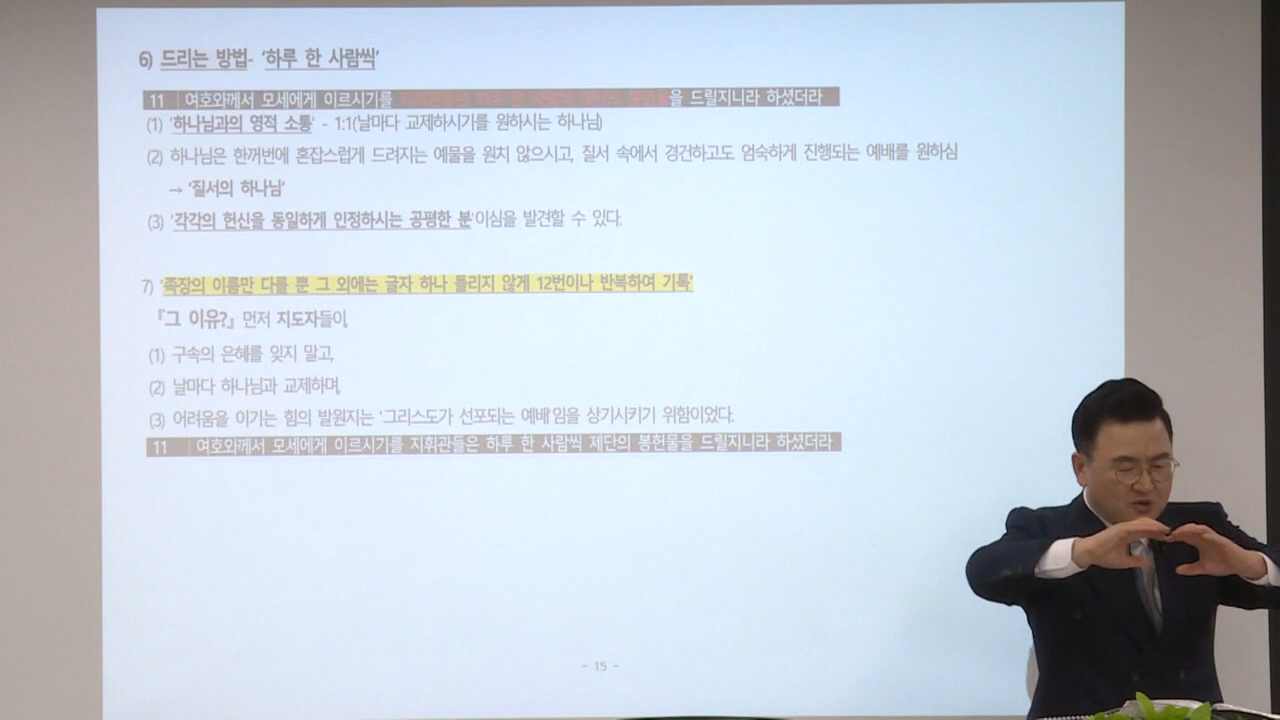 6) 드리는 방법- ‘하루 한 사람씩’
11 여호와께서 모세에게 이르시기를 을 드릴지니라 하셨더라
(1) ‘하나님과의 영적 소통’ - 1:1(날마다 교제하시기를 원하시는 하나님)
(2) 하나님은 한꺼번에 혼잡스럽게 드려지는 예물을 원치 않으시고, 질서 속에서 경건하고도 엄숙하게 진행되는 예배를 원하심
→ ‘질서의 하나님’
(3) ‘각각의 헌신을 동일하게 인정하시는 공평한 분’이심을 발견할 수 있다.
7) ‘족장의 이름만 다를 뿐 그 외에는 글자 하나 틀리지 않게 12번이나 반복하여 기록’
『그 이유?』 먼저 지도자들이,
(1) 구속의 은혜를 잊지 말고,
(2) 날마다 하나님과 교제하며,
(3) 어려움을 이기는 힘의 발원지는 ‘그리스도가 선포되는 예배’임을 상기시키기 위함이었다.
11 여호와께서 모세에게 이르시기를 지휘관들은 하루 한 사람씩 제단의 봉헌물을 드릴지니라 하셨더라
- 15 -